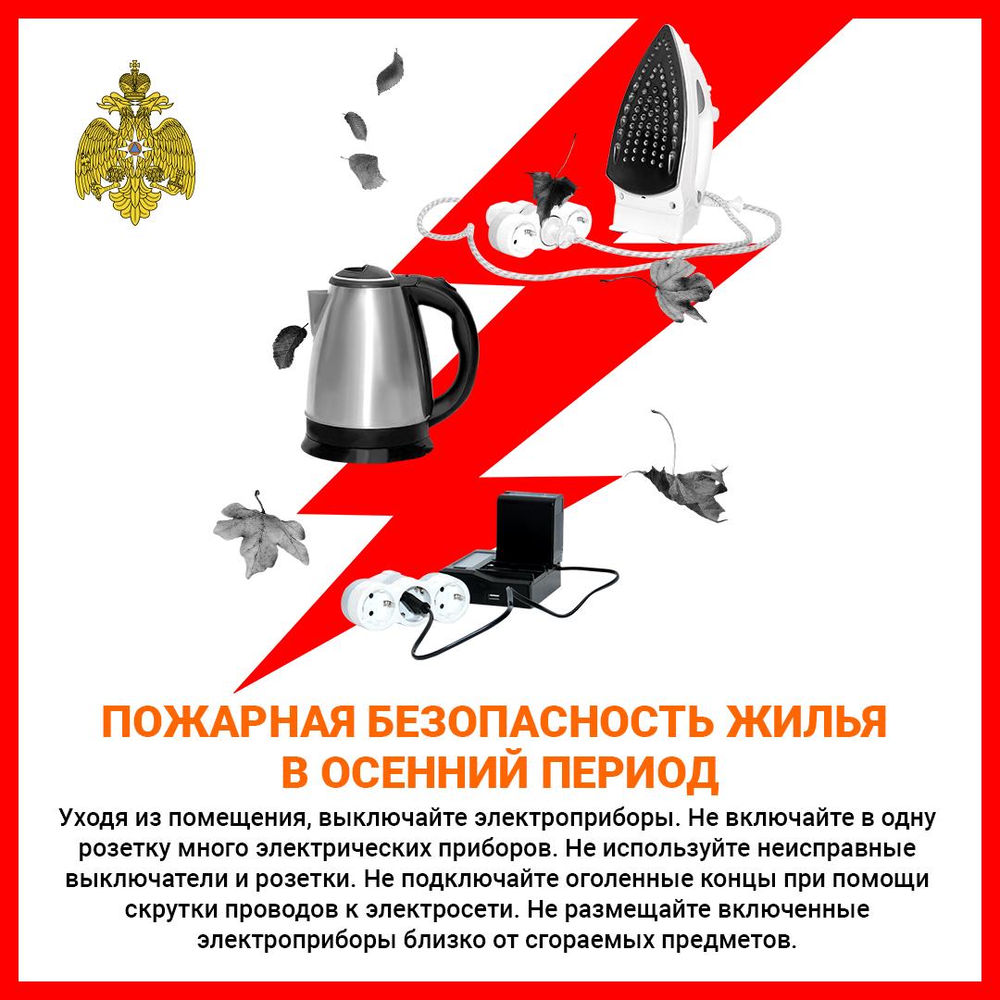 ПОЖАРНАЯ БЕЗОПАСНОСТЬ ЖИЛЬЯ
В ОСЕННИЙ ПЕРИОД
Уходя из помещения, выключайте электроприборы. Не включайте в одну
розетку много электрических приборов. Не используйте неисправные
выключатели и розетки. Не подключайте оголенные концы при помощи
скрутки проводов к электросети. Не размещайте включенные
электроприборы близко от сгораемых предметов.